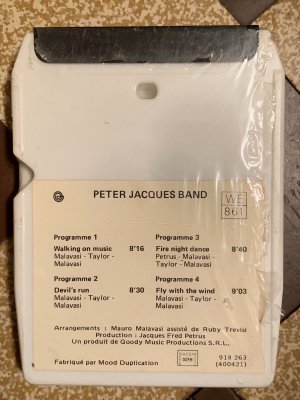 PETER JACQUES BAND
WE
861
Programme 1
Walking on music 8'16
Malavasi - Taylor -
Malavasi
Programme 2
Devil's run 8'30
Malavasi - Taylor -
Malavasi
Programme 3
Fire night dance 8'40
Petrus - Malavasi -
Taylor - Malavasi
Programme 4
Fly with the wind 9'03
Malavasi - Taylor -
Malavasi
Arrangements : Mauro Malavasi assisté de Ruby Trevisi
Production : Jacques Fred Petrus
Un produit de Goody Music Productions S.R.L.
Fabriqué par Mood Duplication
SACEM
918 263
(400421)